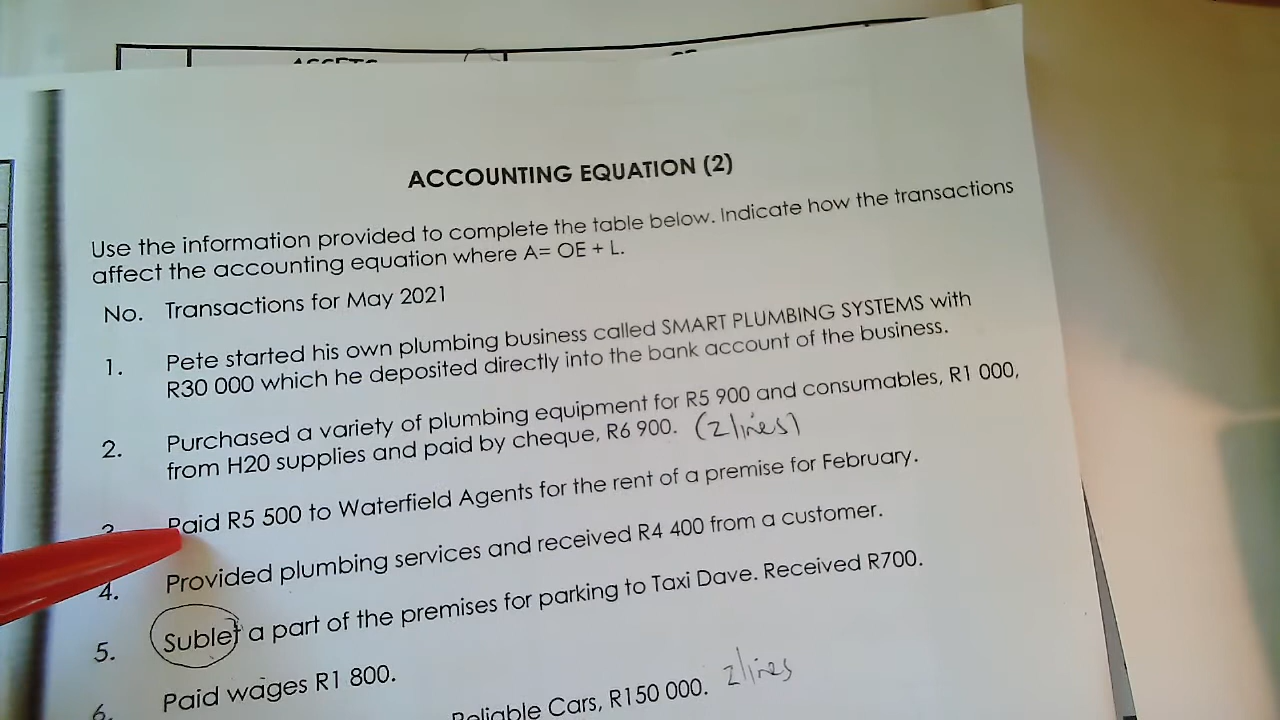 ACCOUNTING EQUATION (2)
Use the information provided to complete the table below. Indicate how the transactions
affect the accounting equation where A= OE + L.
No. Transactions for May 2021
1. Pete started his own plumbing business called SMART PLUMBING SYSTEMS with
R30 000 which he deposited directly into the bank account of the business.
2. Purchased a variety of plumbing equipment for R5 900 and consumables, R1 000,
from H20 supplies and paid by cheque, R6 900. (2 lines)
Paid R5 500 to Waterfield Agents for the rent of a premise for February.
4. Provided plumbing services and received R4 400 from a customer.
5. Sublet a part of the premises for parking to Taxi Dave. Received R700.
6. Paid wages R1 800.
Reliable Cars, R150 000. 2 lines